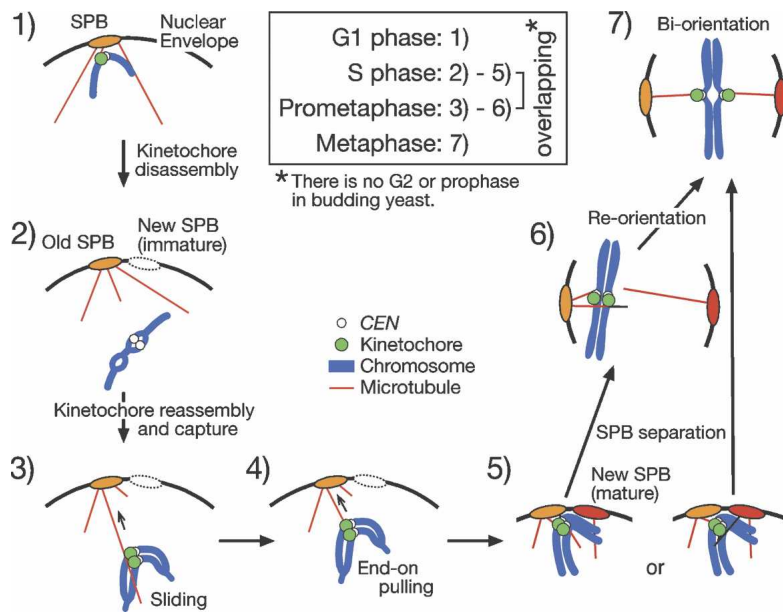 1)
SPB
Nuclear
Envelope
Kinetochore
disassembly
G1 phase: 1)
S phase: 2) - 5)
Prometaphase: 3) - 6)
Metaphase: 7)
overlapping*
* There is no G2 or prophase
in budding yeast.
2)
Old SPB
New SPB
(immature)
Kinetochore reassembly
and capture
CEN
Kinetochore
Chromosome
Microtubule
3)
Sliding
4)
End-on
pulling
5)
New SPB
(mature)
or
SPB separation
6)
Re-orientation
7)
Bi-orientation